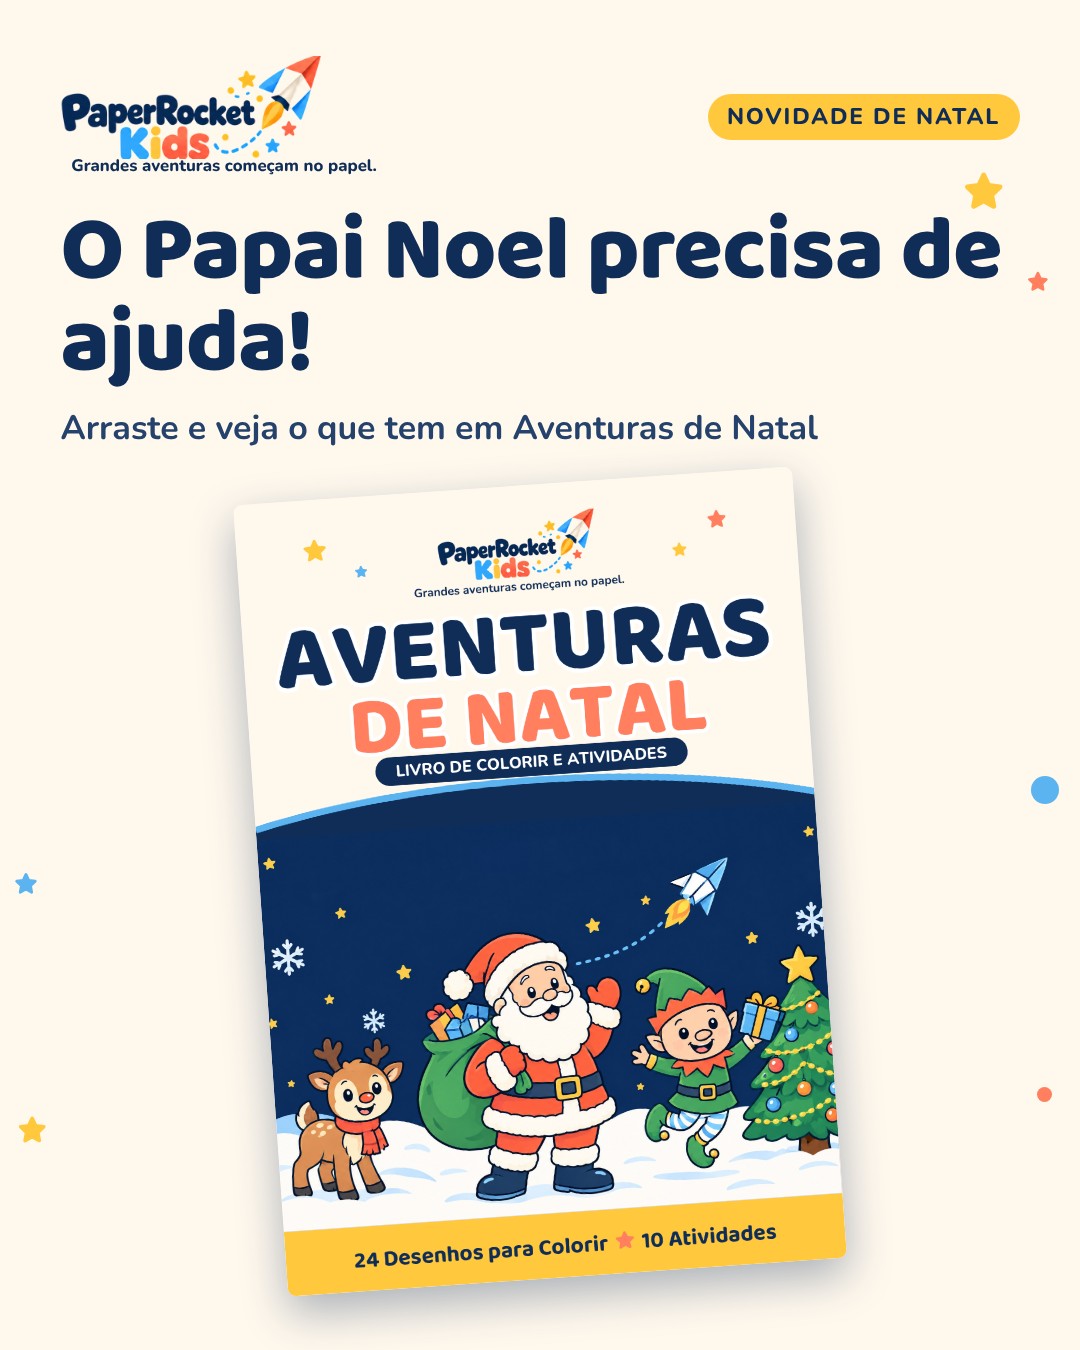 PaperRocket
Kids
Grandes aventuras começam no papel.
NOVIDADE DE NATAL
O Papai Noel precisa de
ajuda!
Arraste e veja o que tem em Aventuras de Natal
PaperRocket
Kids
Grandes aventuras começam no papel.
AVENTURAS
DE NATAL
LIVRO DE COLORIR E ATIVIDADES
24 Desenhos para Colorir 10 Atividades